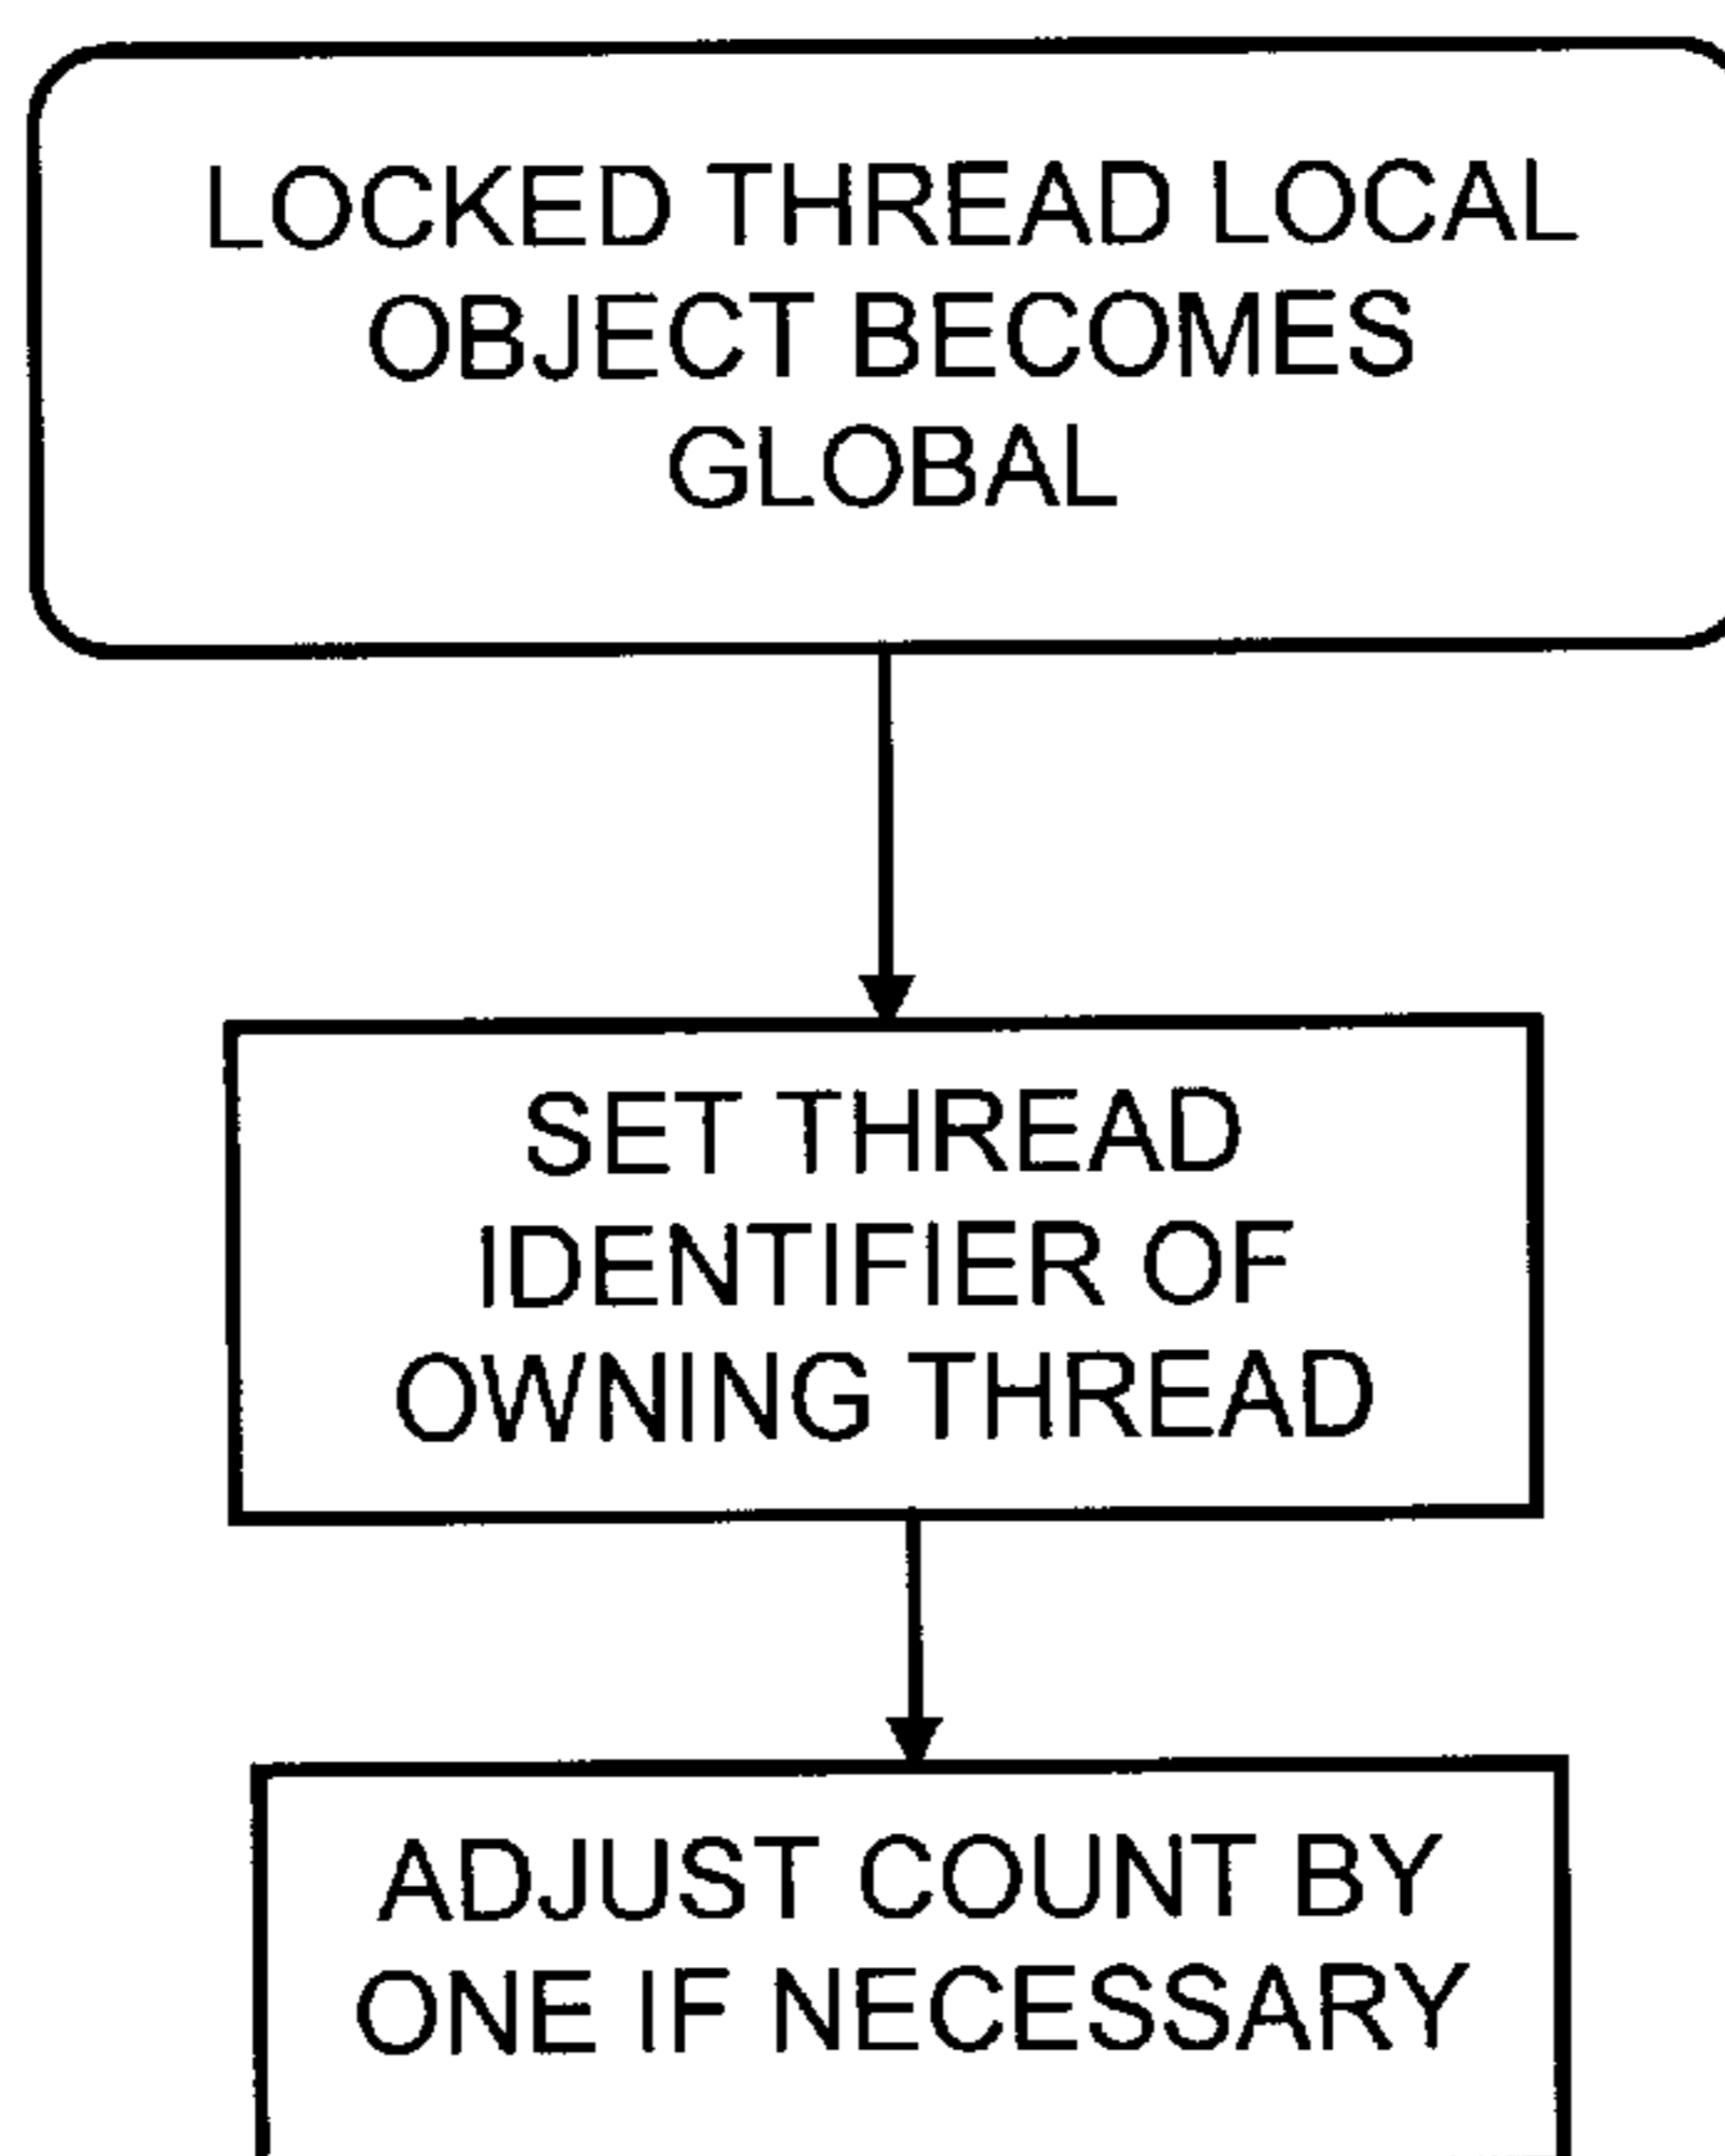 LOCKED THREAD LOCAL
OBJECT BECOMES
GLOBAL
SET THREAD
IDENTIFIER OF
OWNING THREAD
ADJUST COUNT BY
ONE IF NECESSARY